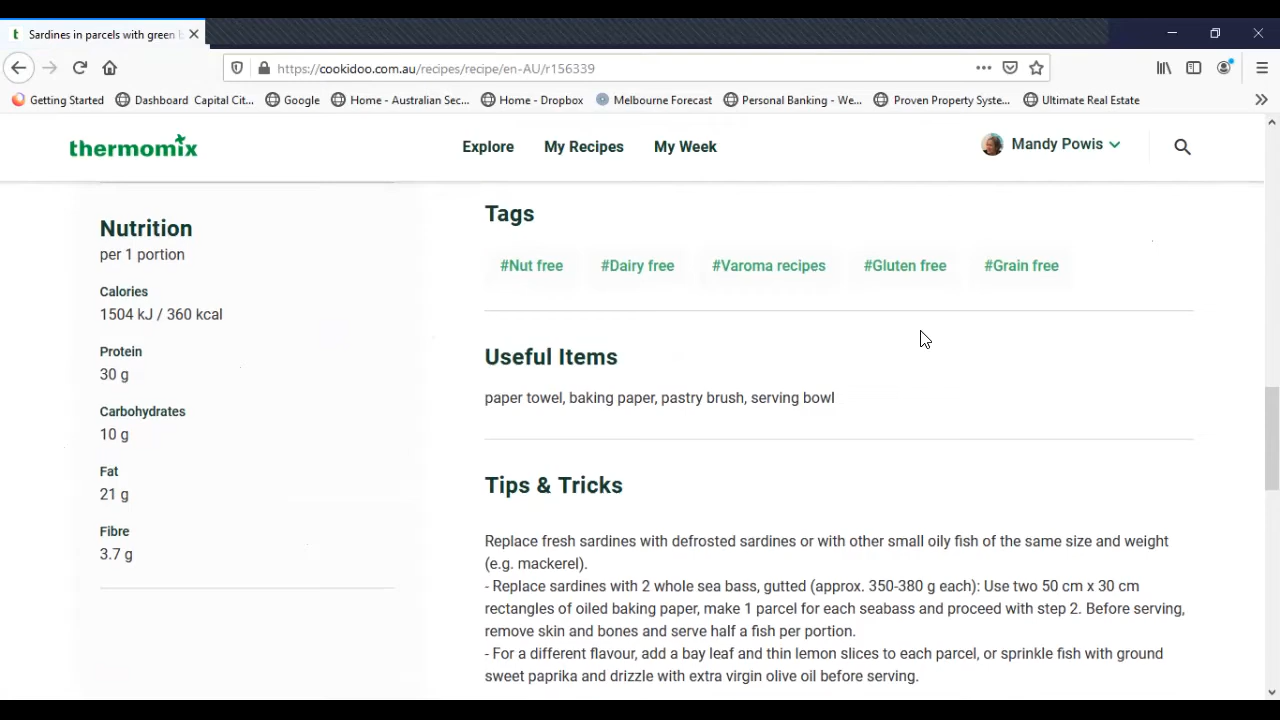 Sardines in parcels with green b
https://cookidoo.com.au/recipes/recipe/en-AU/r156339
Getting Started
Dashboard Capital Cit...
Google
Home - Australian Sec...
Home - Dropbox
Melbourne Forecast
Personal Banking - We...
Proven Property Syste...
Ultimate Real Estate
thermomix
Explore
My Recipes
My Week
Mandy Powis
Nutrition
per 1 portion
Calories
1504 kJ / 360 kcal
Protein
30 g
Carbohydrates
10 g
Fat
21 g
Fibre
3.7 g
Tags
#Nut free
#Dairy free
#Varoma recipes
#Gluten free
#Grain free
Useful Items
paper towel, baking paper, pastry brush, serving bowl
Tips & Tricks
Replace fresh sardines with defrosted sardines or with other small oily fish of the same size and weight
(e.g. mackerel).
- Replace sardines with 2 whole sea bass, gutted (approx. 350-380 g each): Use two 50 cm x 30 cm
rectangles of oiled baking paper, make 1 parcel for each seabass and proceed with step 2. Before serving,
remove skin and bones and serve half a fish per portion.
- For a different flavour, add a bay leaf and thin lemon slices to each parcel, or sprinkle fish with ground
sweet paprika and drizzle with extra virgin olive oil before serving.